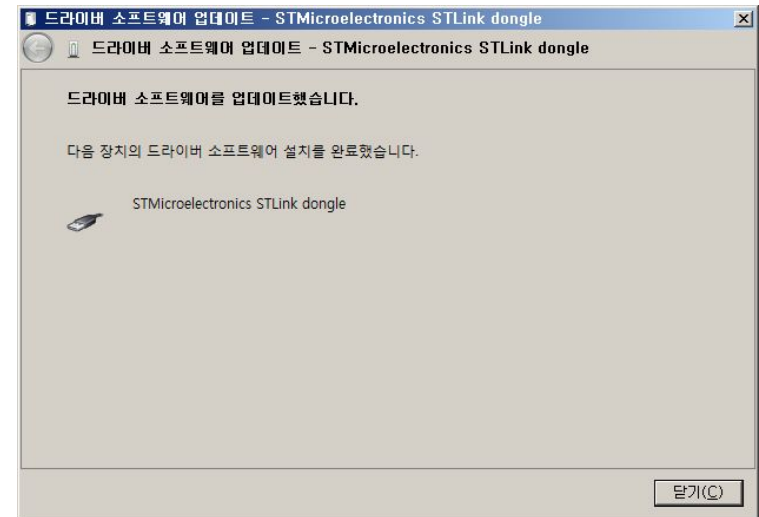 드라이버 소프트웨어 업데이트 - STMicroelectronics STLink dongle
드라이버 소프트웨어 업데이트 - STMicroelectronics STLink dongle
드라이버 소프트웨어를 업데이트했습니다.
다음 장치의 드라이버 소프트웨어 설치를 완료했습니다.
STMicroelectronics STLink dongle
닫기(C)